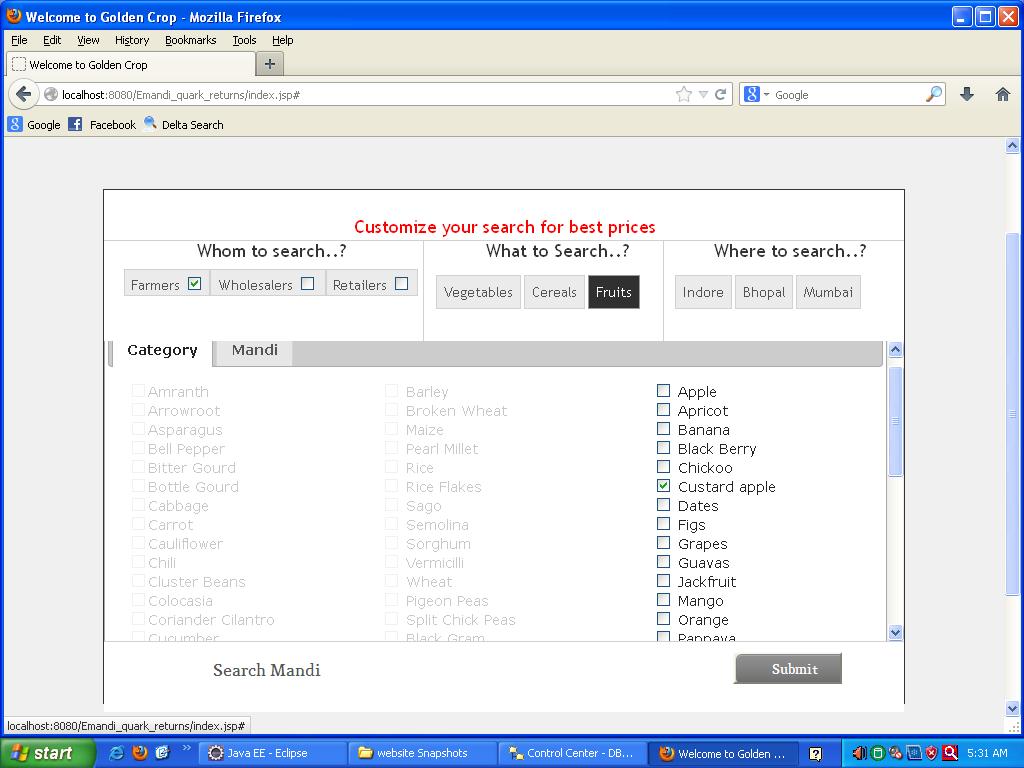 Welcome to Golden Crop - Mozilla Firefox
File Edit View History Bookmarks Tools Help
Welcome to Golden Crop
localhost:8080/Emandi_quark_returns/index.jsp# Google
Google Facebook Delta Search
Customize your search for best prices
Whom to search..? What to Search..? Where to search..?
Farmers Wholesalers Retailers Vegetables Cereals Fruits Indore Bhopal Mumbai
Category Mandi
Amranth Barley Apple
Arrowroot Broken Wheat Apricot
Asparagus Maize Banana
Bell Pepper Pearl Millet Black Berry
Bitter Gourd Rice Chickoo
Bottle Gourd Rice Flakes Custard apple
Cabbage Sago Dates
Carrot Semolina Figs
Cauliflower Sorghum Grapes
Chili Vermicilli Guavas
Cluster Beans Wheat Jackfruit
Colocasia Pigeon Peas Mango
Coriander Cilantro Split Chick Peas Orange
Cucumber Black Gram Pappaya
Search Mandi Submit
localhost:8080/Emandi_quark_returns/index.jsp#
start Java EE - Eclipse website Snapshots Control Center - DB... Welcome to Golden ... 5:31 AM